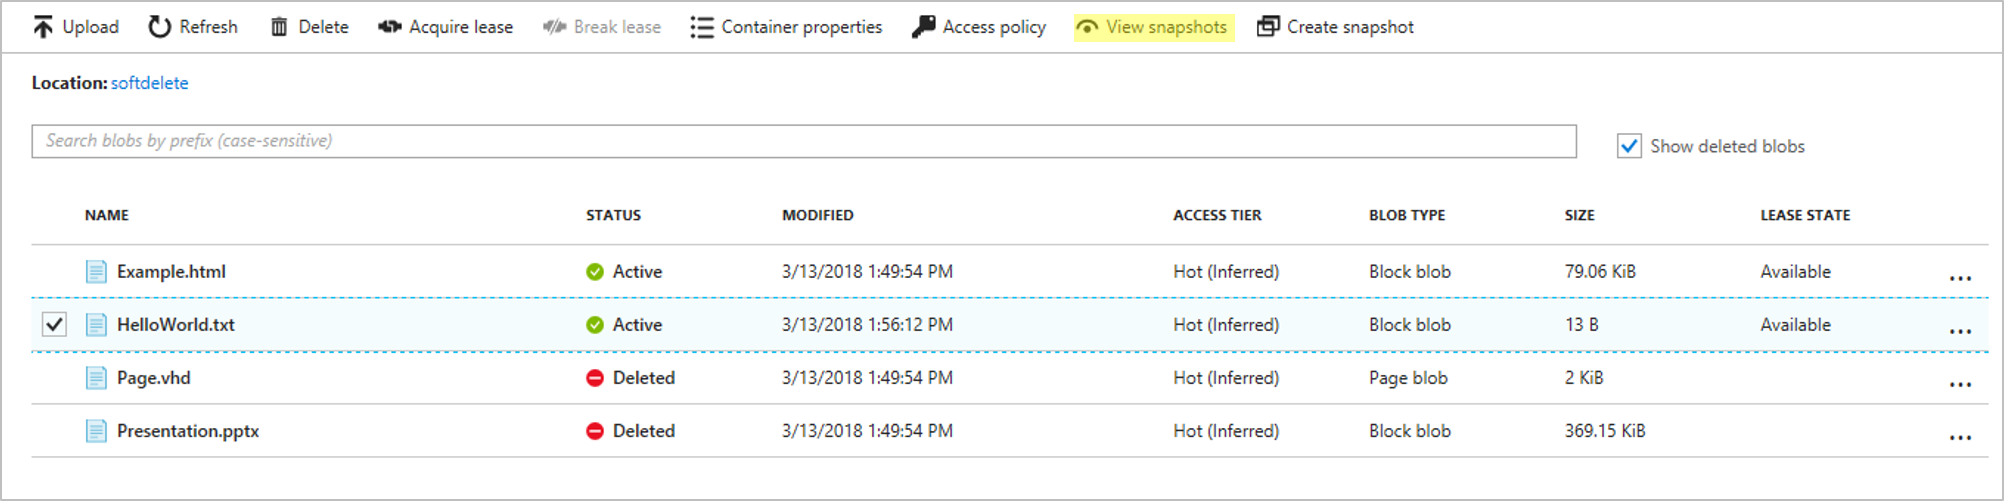 Upload Refresh Delete Acquire lease Break lease Container properties Access policy View snapshots Create snapshot
Location: softdelete
Search blobs by prefix (case-sensitive) Show deleted blobs
NAME STATUS MODIFIED ACCESS TIER BLOB TYPE SIZE LEASE STATE
Example.html Active 3/13/2018 1:49:54 PM Hot (Inferred) Block blob 79.06 KiB Available ...
HelloWorld.txt Active 3/13/2018 1:56:12 PM Hot (Inferred) Block blob 13 B Available ...
Page.vhd Deleted 3/13/2018 1:49:54 PM Hot (Inferred) Page blob 2 KiB ...
Presentation.pptx Deleted 3/13/2018 1:49:54 PM Hot (Inferred) Block blob 369.15 KiB ...